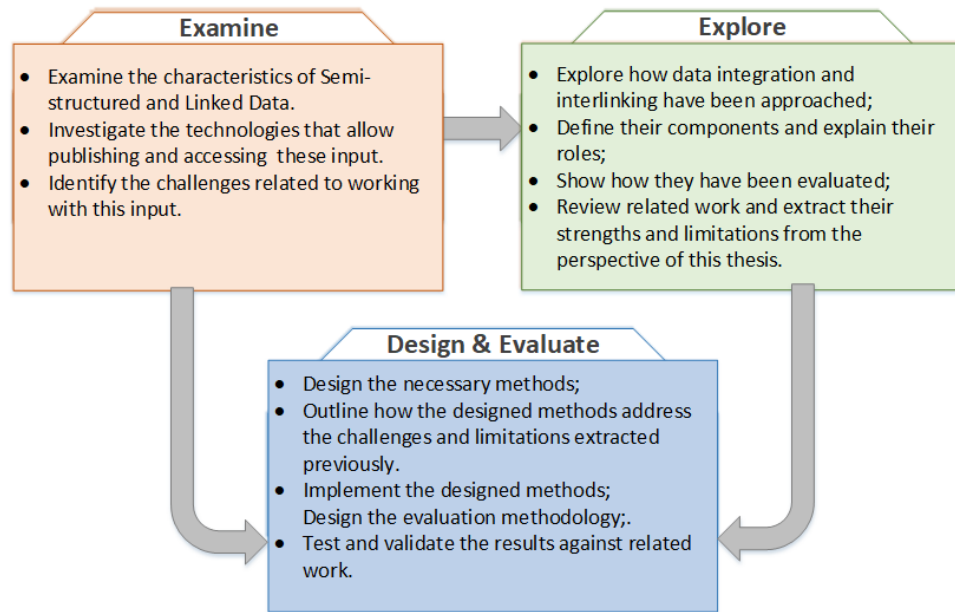 Examine
• Examine the characteristics of Semi-
structured and Linked Data.
• Investigate the technologies that allow
publishing and accessing these input.
• Identify the challenges related to working
with this input.
Explore
• Explore how data integration and
interlinking have been approached;
• Define their components and explain their
roles;
• Show how they have been evaluated;
• Review related work and extract their
strengths and limitations from the
perspective of this thesis.
Design & Evaluate
• Design the necessary methods;
• Outline how the designed methods address
the challenges and limitations extracted
previously.
• Implement the designed methods;
Design the evaluation methodology;.
• Test and validate the results against related
work.